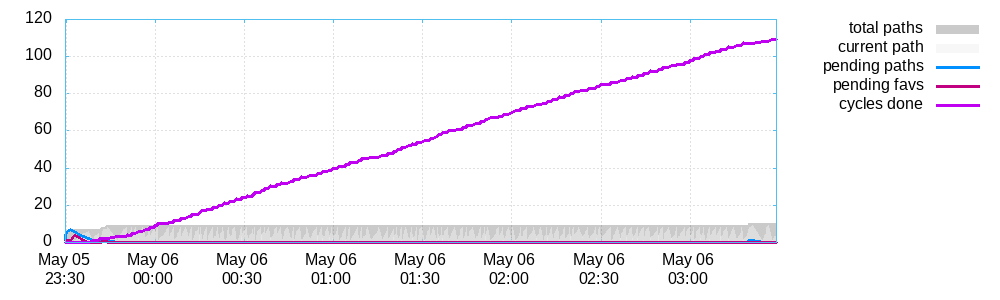 120
100
80
60
40
20
0
May 05 May 06 May 06 May 06 May 06 May 06 May 06 May 06
23:30 00:00 00:30 01:00 01:30 02:00 02:30 03:00
total paths
current path
pending paths
pending favs
cycles done